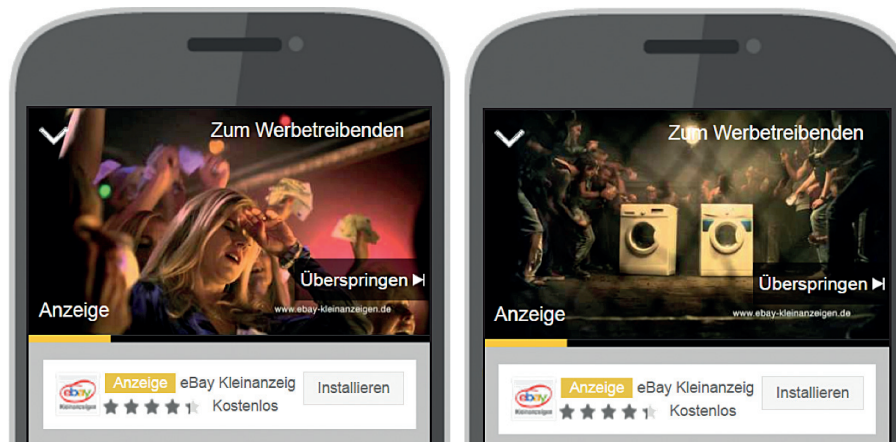 Zum Werbetreibenden
Überspringen
www.ebay-kleinanzeigen.de
Anzeige
ebay
Kleinanzeigen
Anzeige eBay Kleinanzeig
Kostenlos
Installieren
Zum Werbetreibenden
Überspringen
www.ebay-kleinanzeigen.de
Anzeige
ebay
Kleinanzeigen
Anzeige eBay Kleinanzeig
Kostenlos
Installieren